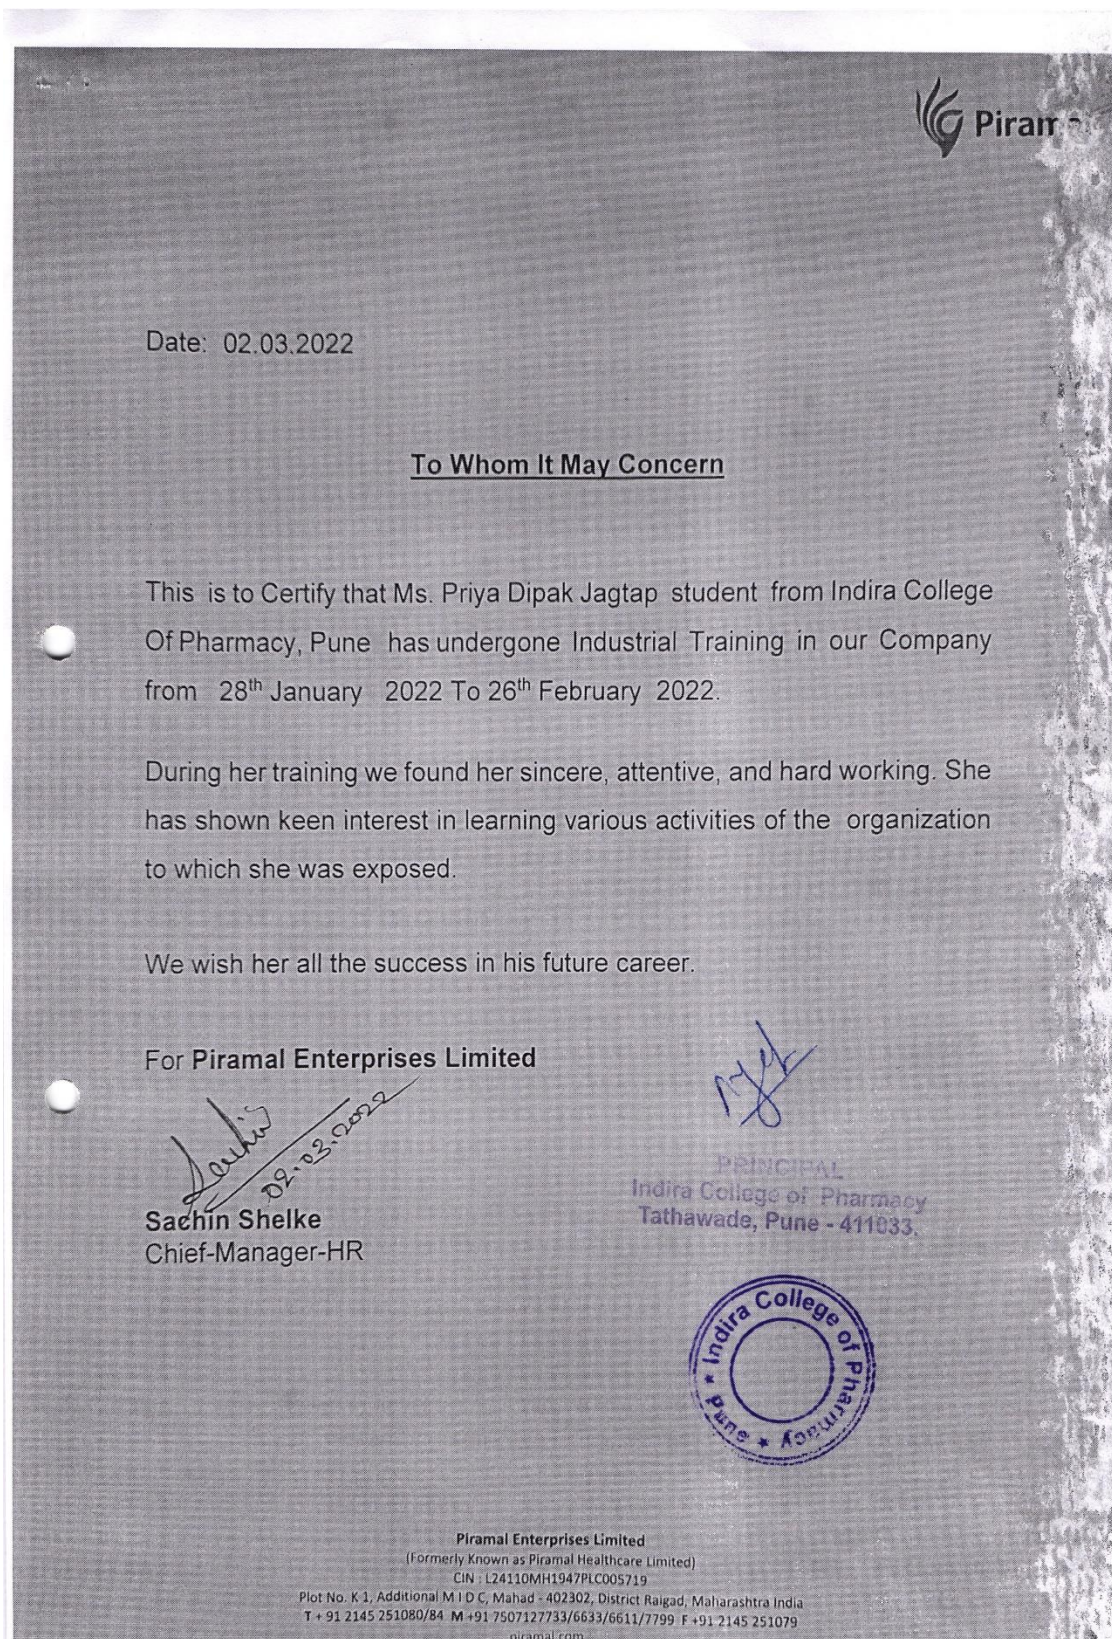 Piram
Date: 02.03.2022
To Whom It May Concern
This is to Certify that Ms. Priya Dipak Jagtap student from Indira College
Of Pharmacy, Pune has undergone Industrial Training in our Company
from 28th January 2022 To 26th February 2022.
During her training we found her sincere, attentive, and hard working. She
has shown keen interest in learning various activities of the organization
to which she was exposed.
We wish her all the success in his future career.
For Piramal Enterprises Limited
02.03.2022
Sachin Shelke
Chief-Manager-HR
PRINCIPAL
Indira College of Pharmacy
Tathawade, Pune - 411033.
Indira College of Pharmacy * Pune *
Piramal Enterprises Limited
(Formerly Known as Piramal Healthcare Limited)
CIN : L24110MH1947PLC005719
Plot No. K 1, Additional M I D C, Mahad - 402302, District Raigad, Maharashtra India
T + 91 2145 251080/84 M +91 7507127733/6633/6611/7799 F +91 2145 251079
piramal.com